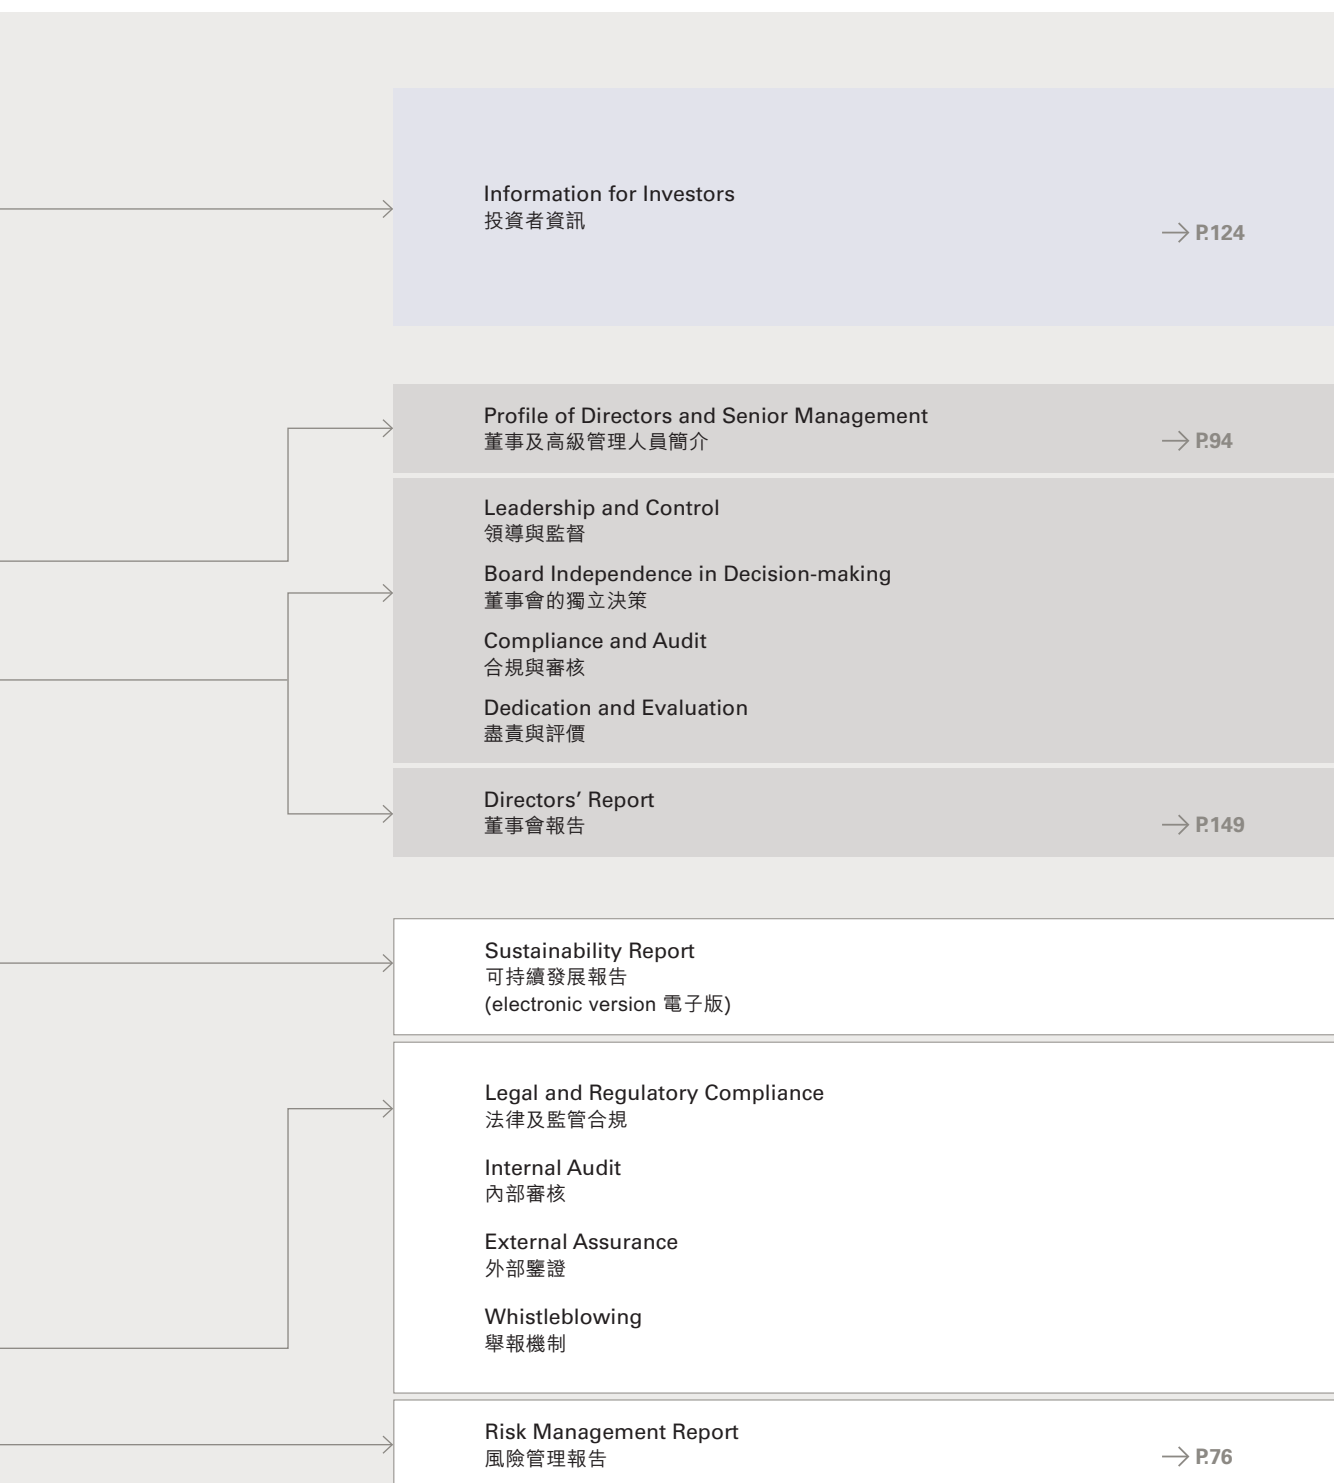 Information for Investors
投資者資訊
→ P.124
Profile of Directors and Senior Management
董事及高級管理人員簡介
→ P.94
Leadership and Control
領導與監督
Board Independence in Decision-making
董事會的獨立決策
Compliance and Audit
合規與審核
Dedication and Evaluation
盡責與評價
Directors’ Report
董事會報告
→ P.149
Sustainability Report
可持續發展報告
(electronic version 電子版)
Legal and Regulatory Compliance
法律及監管合規
Internal Audit
內部審核
External Assurance
外部鑒證
Whistleblowing
舉報機制
Risk Management Report
風險管理報告
→ P.76